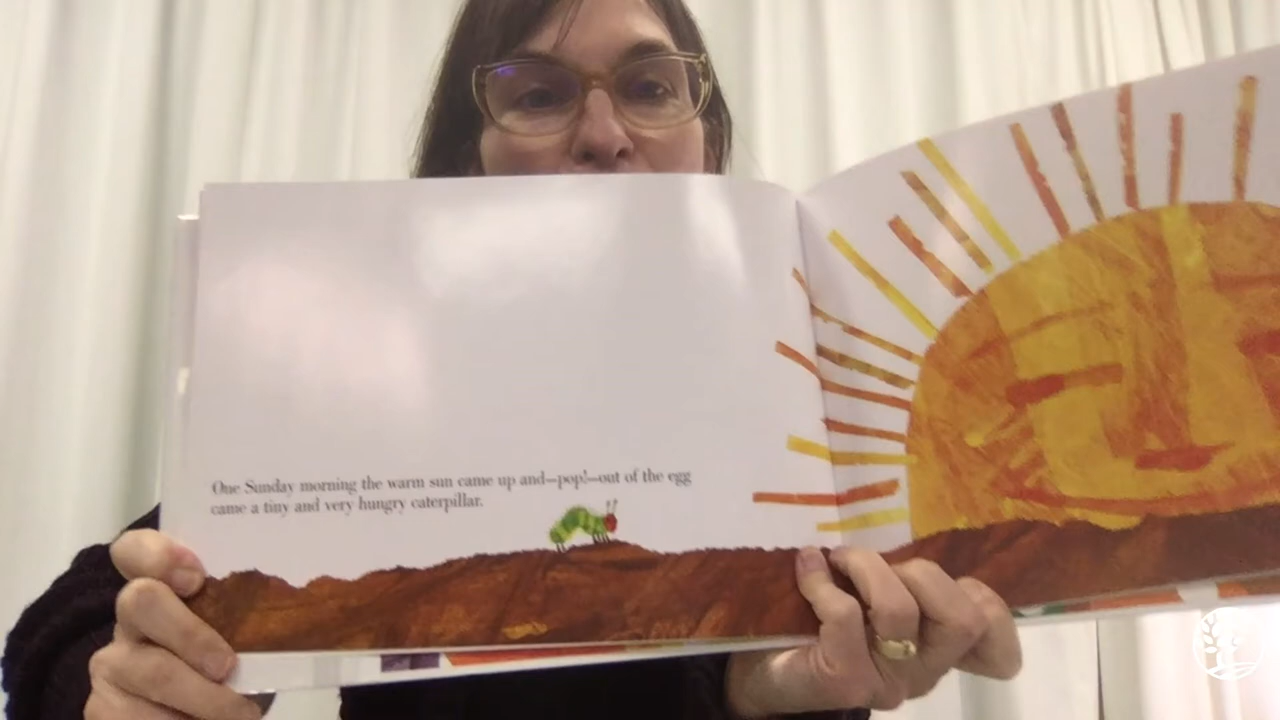 One Sunday morning the warm sun came up and—pop!—out of the egg
came a tiny and very hungry caterpillar.